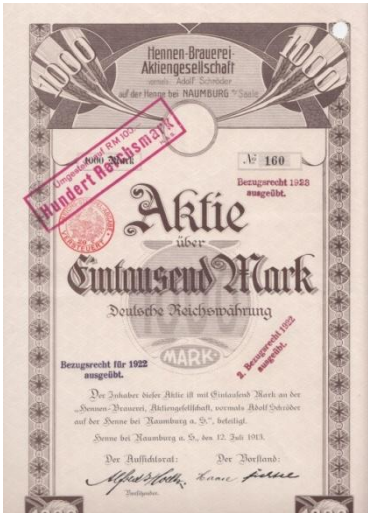 1000
1000
Hennen-Brauerei-
Aktiengesellschaft
vormals Adolf Schröder
auf der Henne bei NAUMBURG a/Saale
Umgestellt auf RM 100.
Hundert Reichsmark
1000 Mark
№ 160
Bezugsrecht 1923
ausgeübt.
Aktie
über
Eintausend Mark
Deutsche Reichswährung
1000
MARK
2. Bezugsrecht 1922
ausgeübt.
Bezugsrecht für 1922
ausgeübt.
Der Inhaber dieser Aktie ist mit Eintausend Mark an der
„Hennen-Brauerei, Aktiengesellschaft, vormals Adolf Schröder
auf der Henne bei Naumburg a. S.", beteiligt.
Henne bei Naumburg a. S., den 12. Juli 1913.
Der Aufsichtsrat: Der Vorstand:
Vorsitzender.